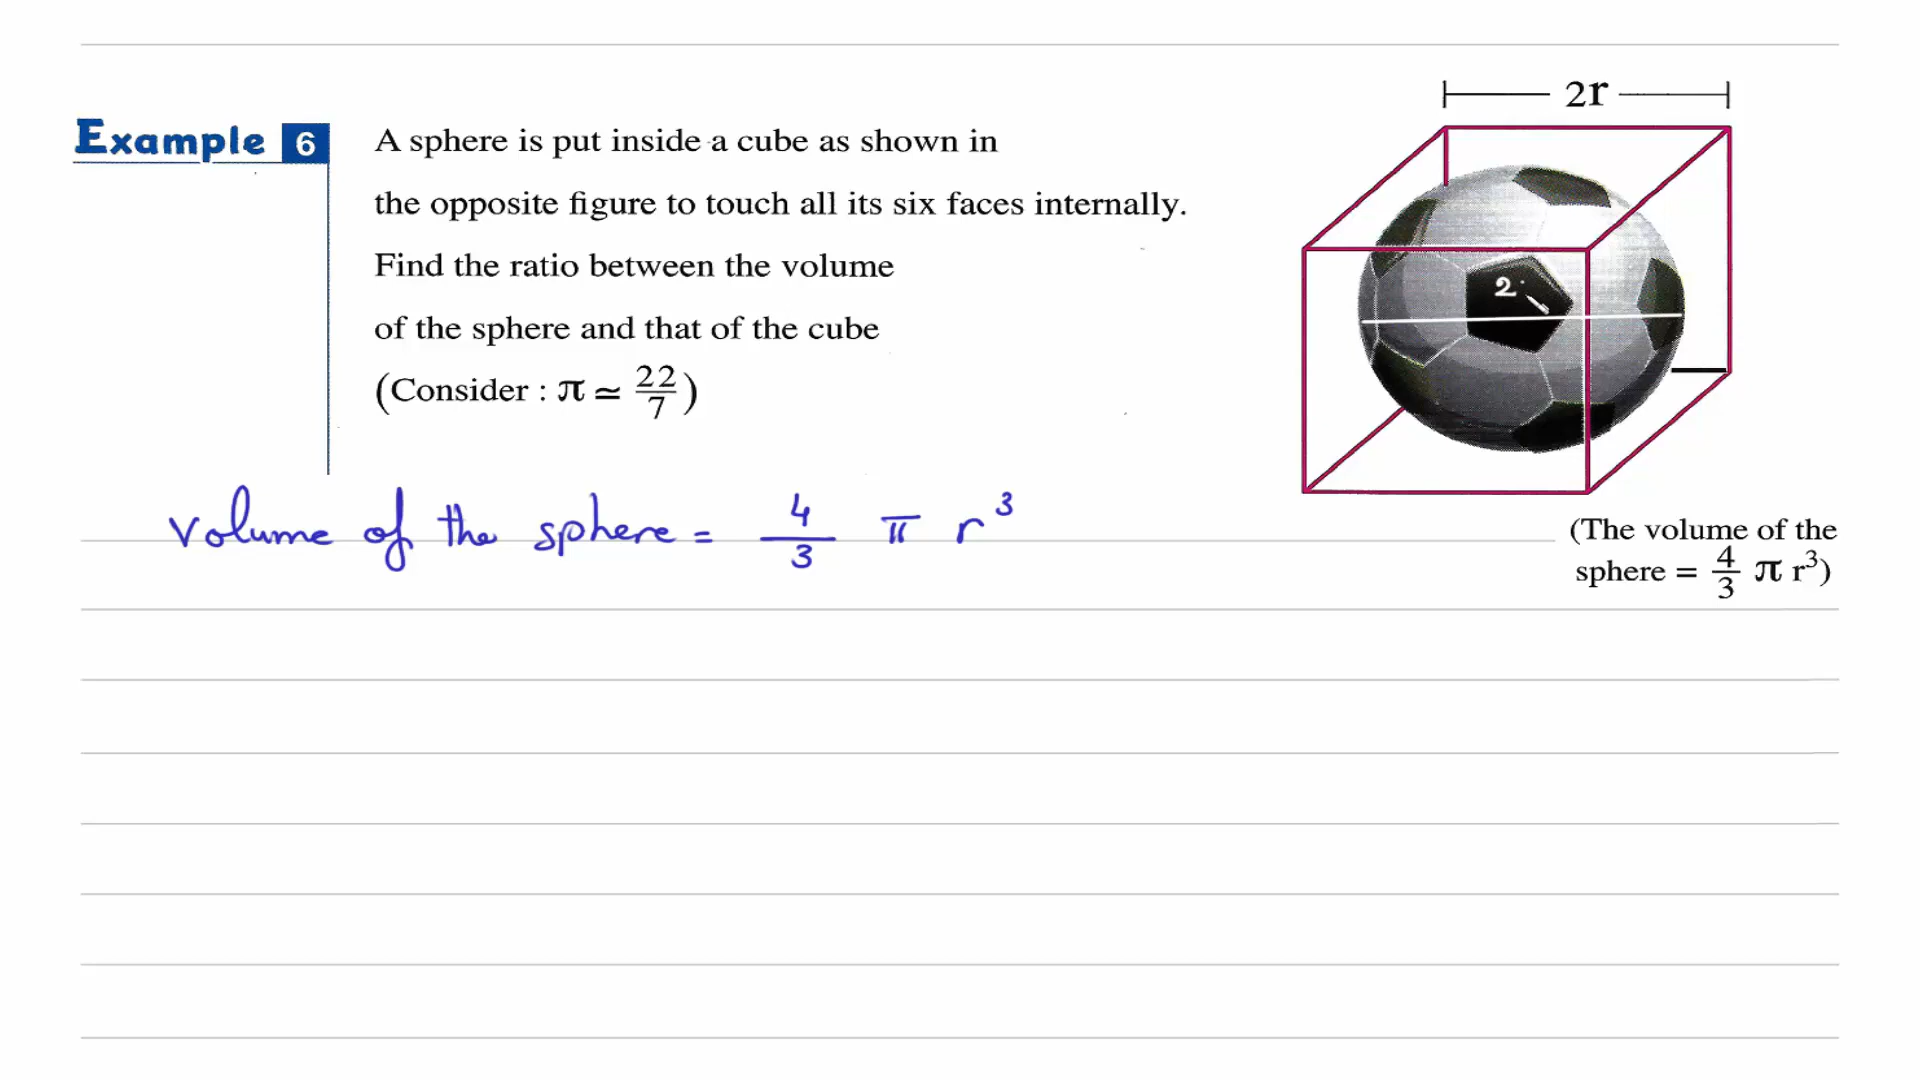 2r
Example 6
A sphere is put inside a cube as shown in
the opposite figure to touch all its six faces internally.
Find the ratio between the volume
of the sphere and that of the cube
(Consider : π ≃ 22/7)
2
volume of the sphere = 4/3 π r³
(The volume of the
sphere = 4/3 π r³)